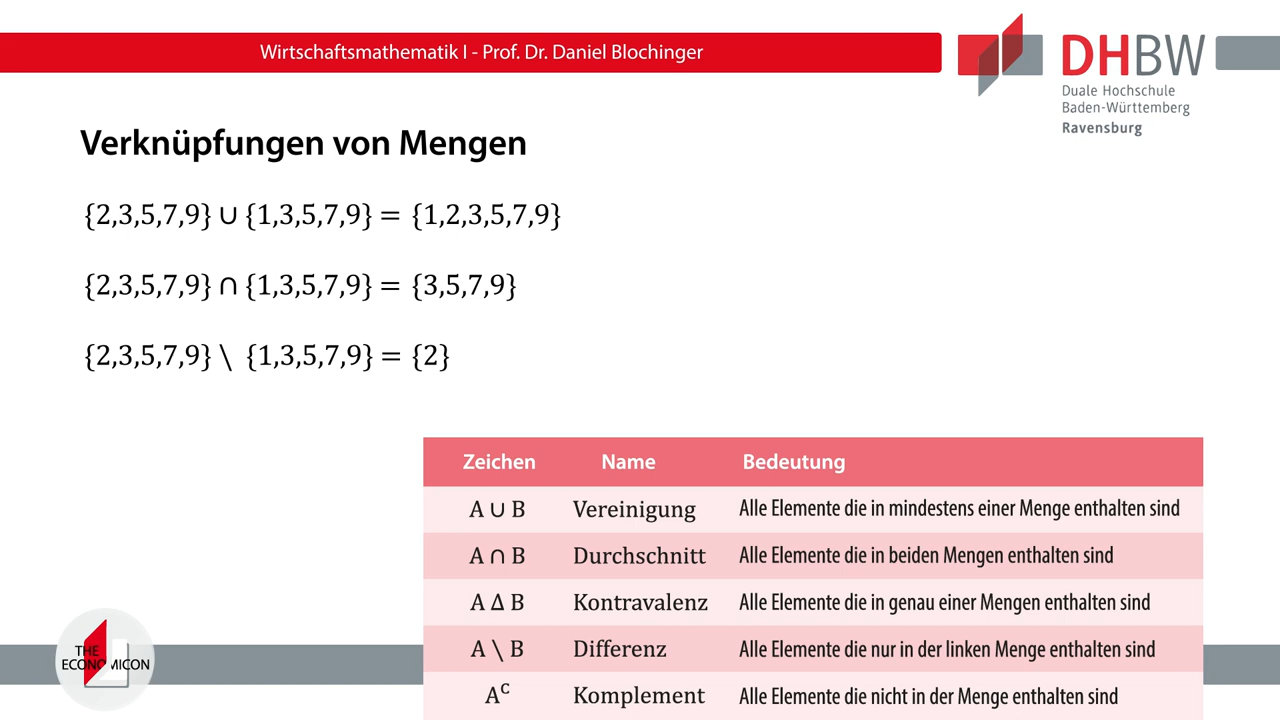 Wirtschaftsmathematik I - Prof. Dr. Daniel Blochinger
DHBW
Duale Hochschule
Baden-Württemberg
Ravensburg
Verknüpfungen von Mengen
{2,3,5,7,9} ∪ {1,3,5,7,9} = {1,2,3,5,7,9}
{2,3,5,7,9} ∩ {1,3,5,7,9} = {3,5,7,9}
{2,3,5,7,9} \ {1,3,5,7,9} = {2}
Zeichen Name Bedeutung
A ∪ B Vereinigung Alle Elemente die in mindestens einer Menge enthalten sind
A ∩ B Durchschnitt Alle Elemente die in beiden Mengen enthalten sind
A Δ B Kontravalenz Alle Elemente die in genau einer Mengen enthalten sind
A \ B Differenz Alle Elemente die nur in der linken Menge enthalten sind
Aᶜ Komplement Alle Elemente die nicht in der Menge enthalten sind
THE
ECONOMICON